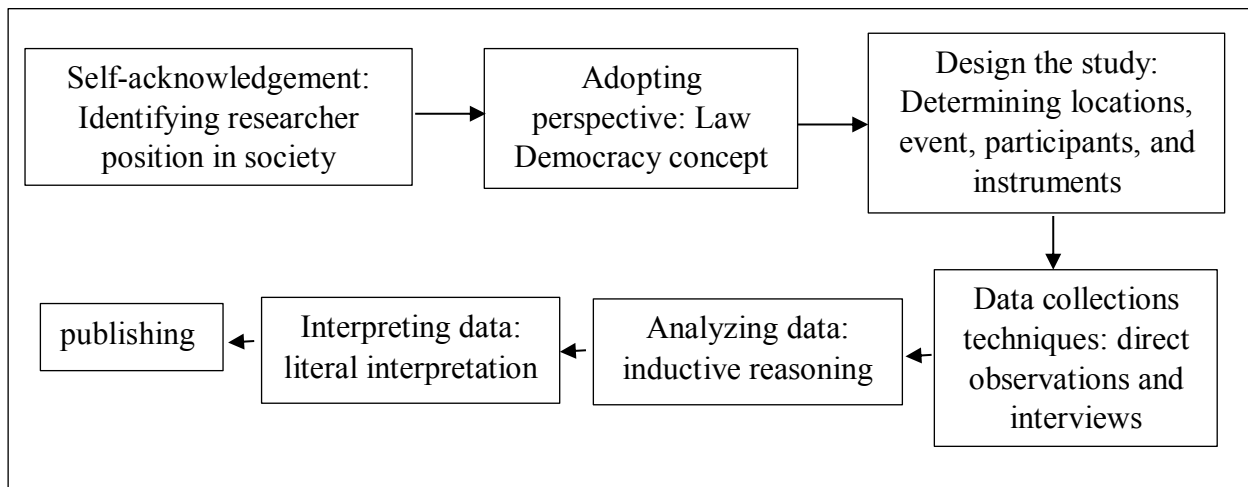 Self-acknowledgement:
Identifying researcher
position in society
Adopting
perspective: Law
Democracy concept
Design the study:
Determining locations,
event, participants, and
instruments
Data collections
techniques: direct
observations and
interviews
Analyzing data:
inductive reasoning
Interpreting data:
literal interpretation
publishing